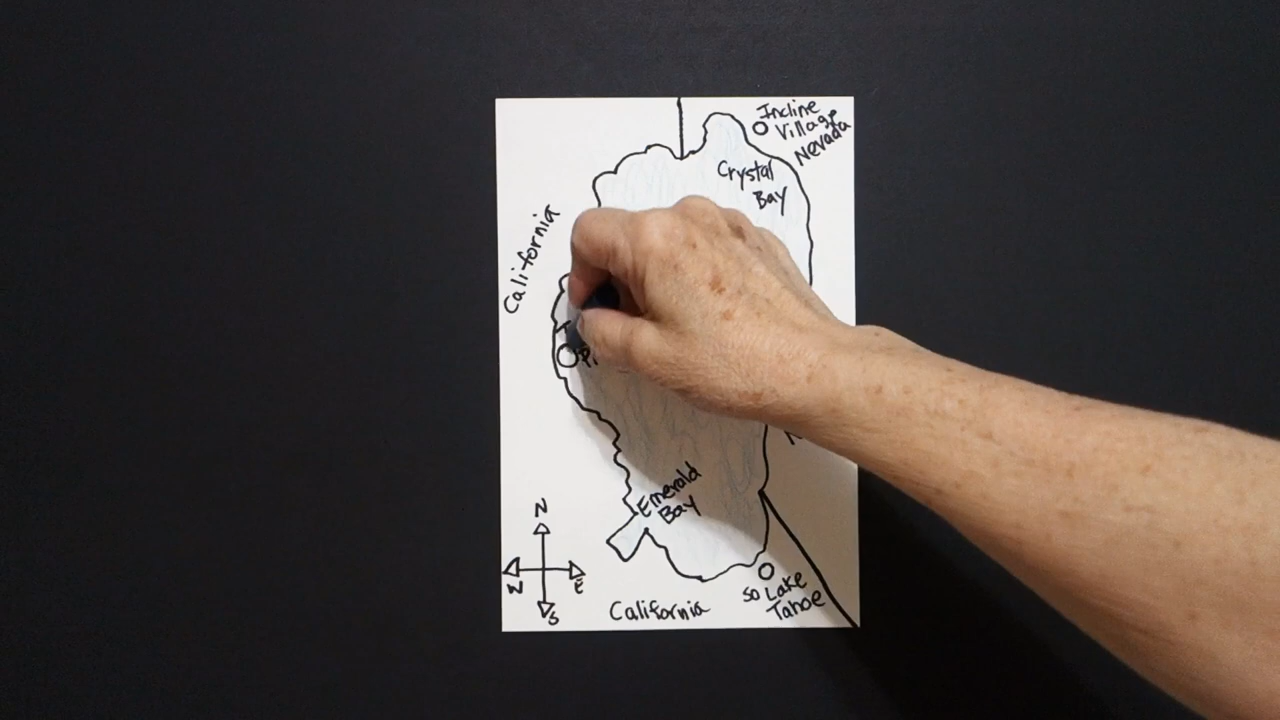 Incline
Village
Nevada
Crystal
Bay
California
Emerald
Bay
N
W
E
S
So Lake
Tahoe
California